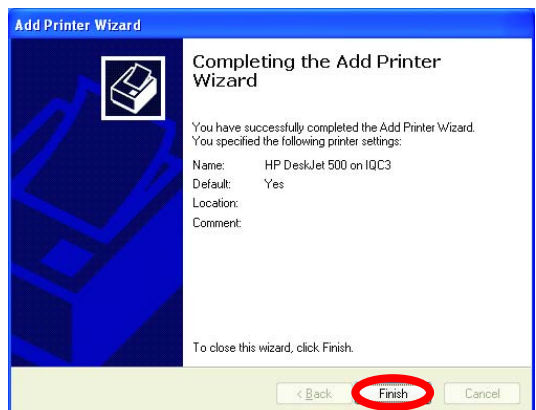 Add Printer Wizard
Completing the Add Printer
Wizard
You have successfully completed the Add Printer Wizard.
You specified the following printer settings:
Name: HP DeskJet 500 on IQC3
Default: Yes
Location:
Comment:
To close this wizard, click Finish.
< Back Finish Cancel